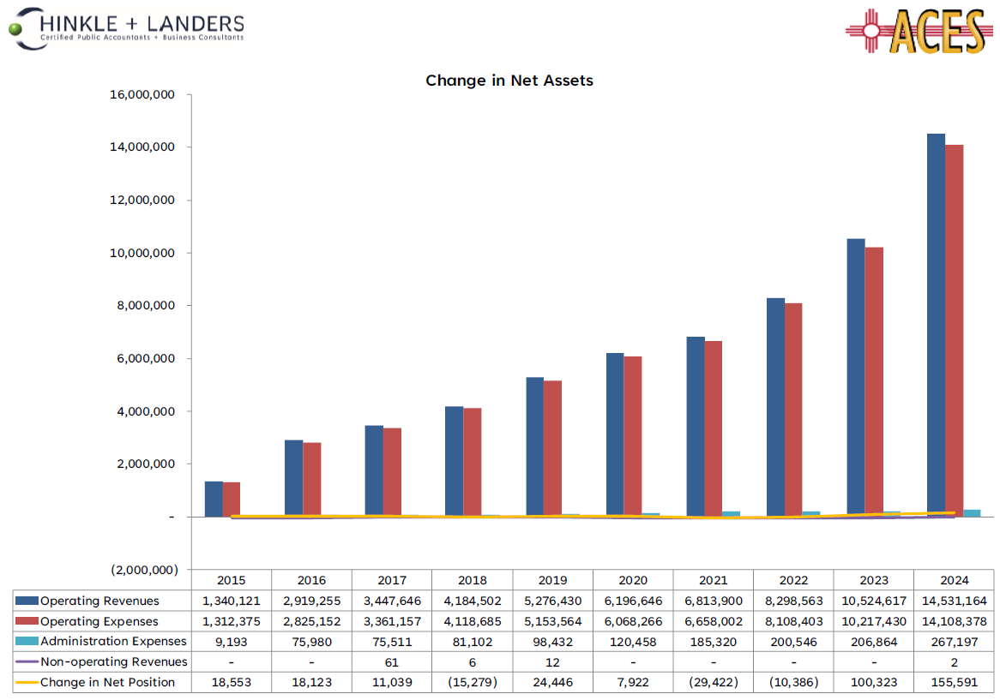 HINKLE + LANDERS
Certified Public Accountants + Business Consultants
ACES
Change in Net Assets
16,000,000
14,000,000
12,000,000
10,000,000
8,000,000
6,000,000
4,000,000
2,000,000
-
(2,000,000)
2015 2016 2017 2018 2019 2020 2021 2022 2023 2024
Operating Revenues 1,340,121 2,919,255 3,447,646 4,184,502 5,276,430 6,196,646 6,813,900 8,298,563 10,524,617 14,531,164
Operating Expenses 1,312,375 2,825,152 3,361,157 4,118,685 5,153,564 6,068,266 6,658,002 8,108,403 10,217,430 14,108,378
Administration Expenses 9,193 75,980 75,511 81,102 98,432 120,458 185,320 200,546 206,864 267,197
Non-operating Revenues - - 61 6 12 - - - - 2
Change in Net Position 18,553 18,123 11,039 (15,279) 24,446 7,922 (29,422) (10,386) 100,323 155,591